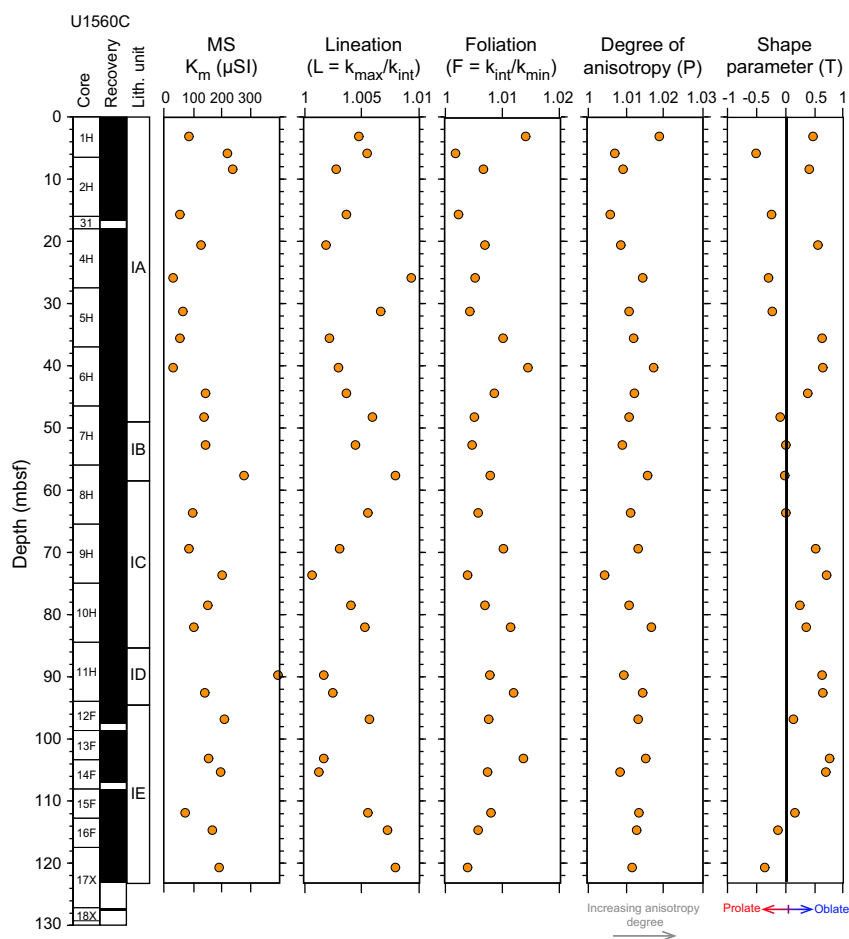 U1560C
Core
Recovery
Lith. unit
MS
Kₘ (µSI)
Lineation
(L = kₘₐₓ/kᵢₙₜ)
Foliation
(F = kᵢₙₜ/kₘᵢₙ)
Degree of
anisotropy (P)
Shape
parameter (T)
0 100 200 300
1 1.005 1.01
1 1.01 1.02
1 1.01 1.02 1.03
-1 -0.5 0 0.5 1
Depth (mbsf)
0
10
20
30
40
50
60
70
80
90
100
110
120
130
1H
2H
31
4H
5H
6H
7H
8H
9H
10H
11H
12F
13F
14F
15F
16F
17X
18X
IA
IB
IC
ID
IE
Increasing anisotropy
degree
Prolate Oblate